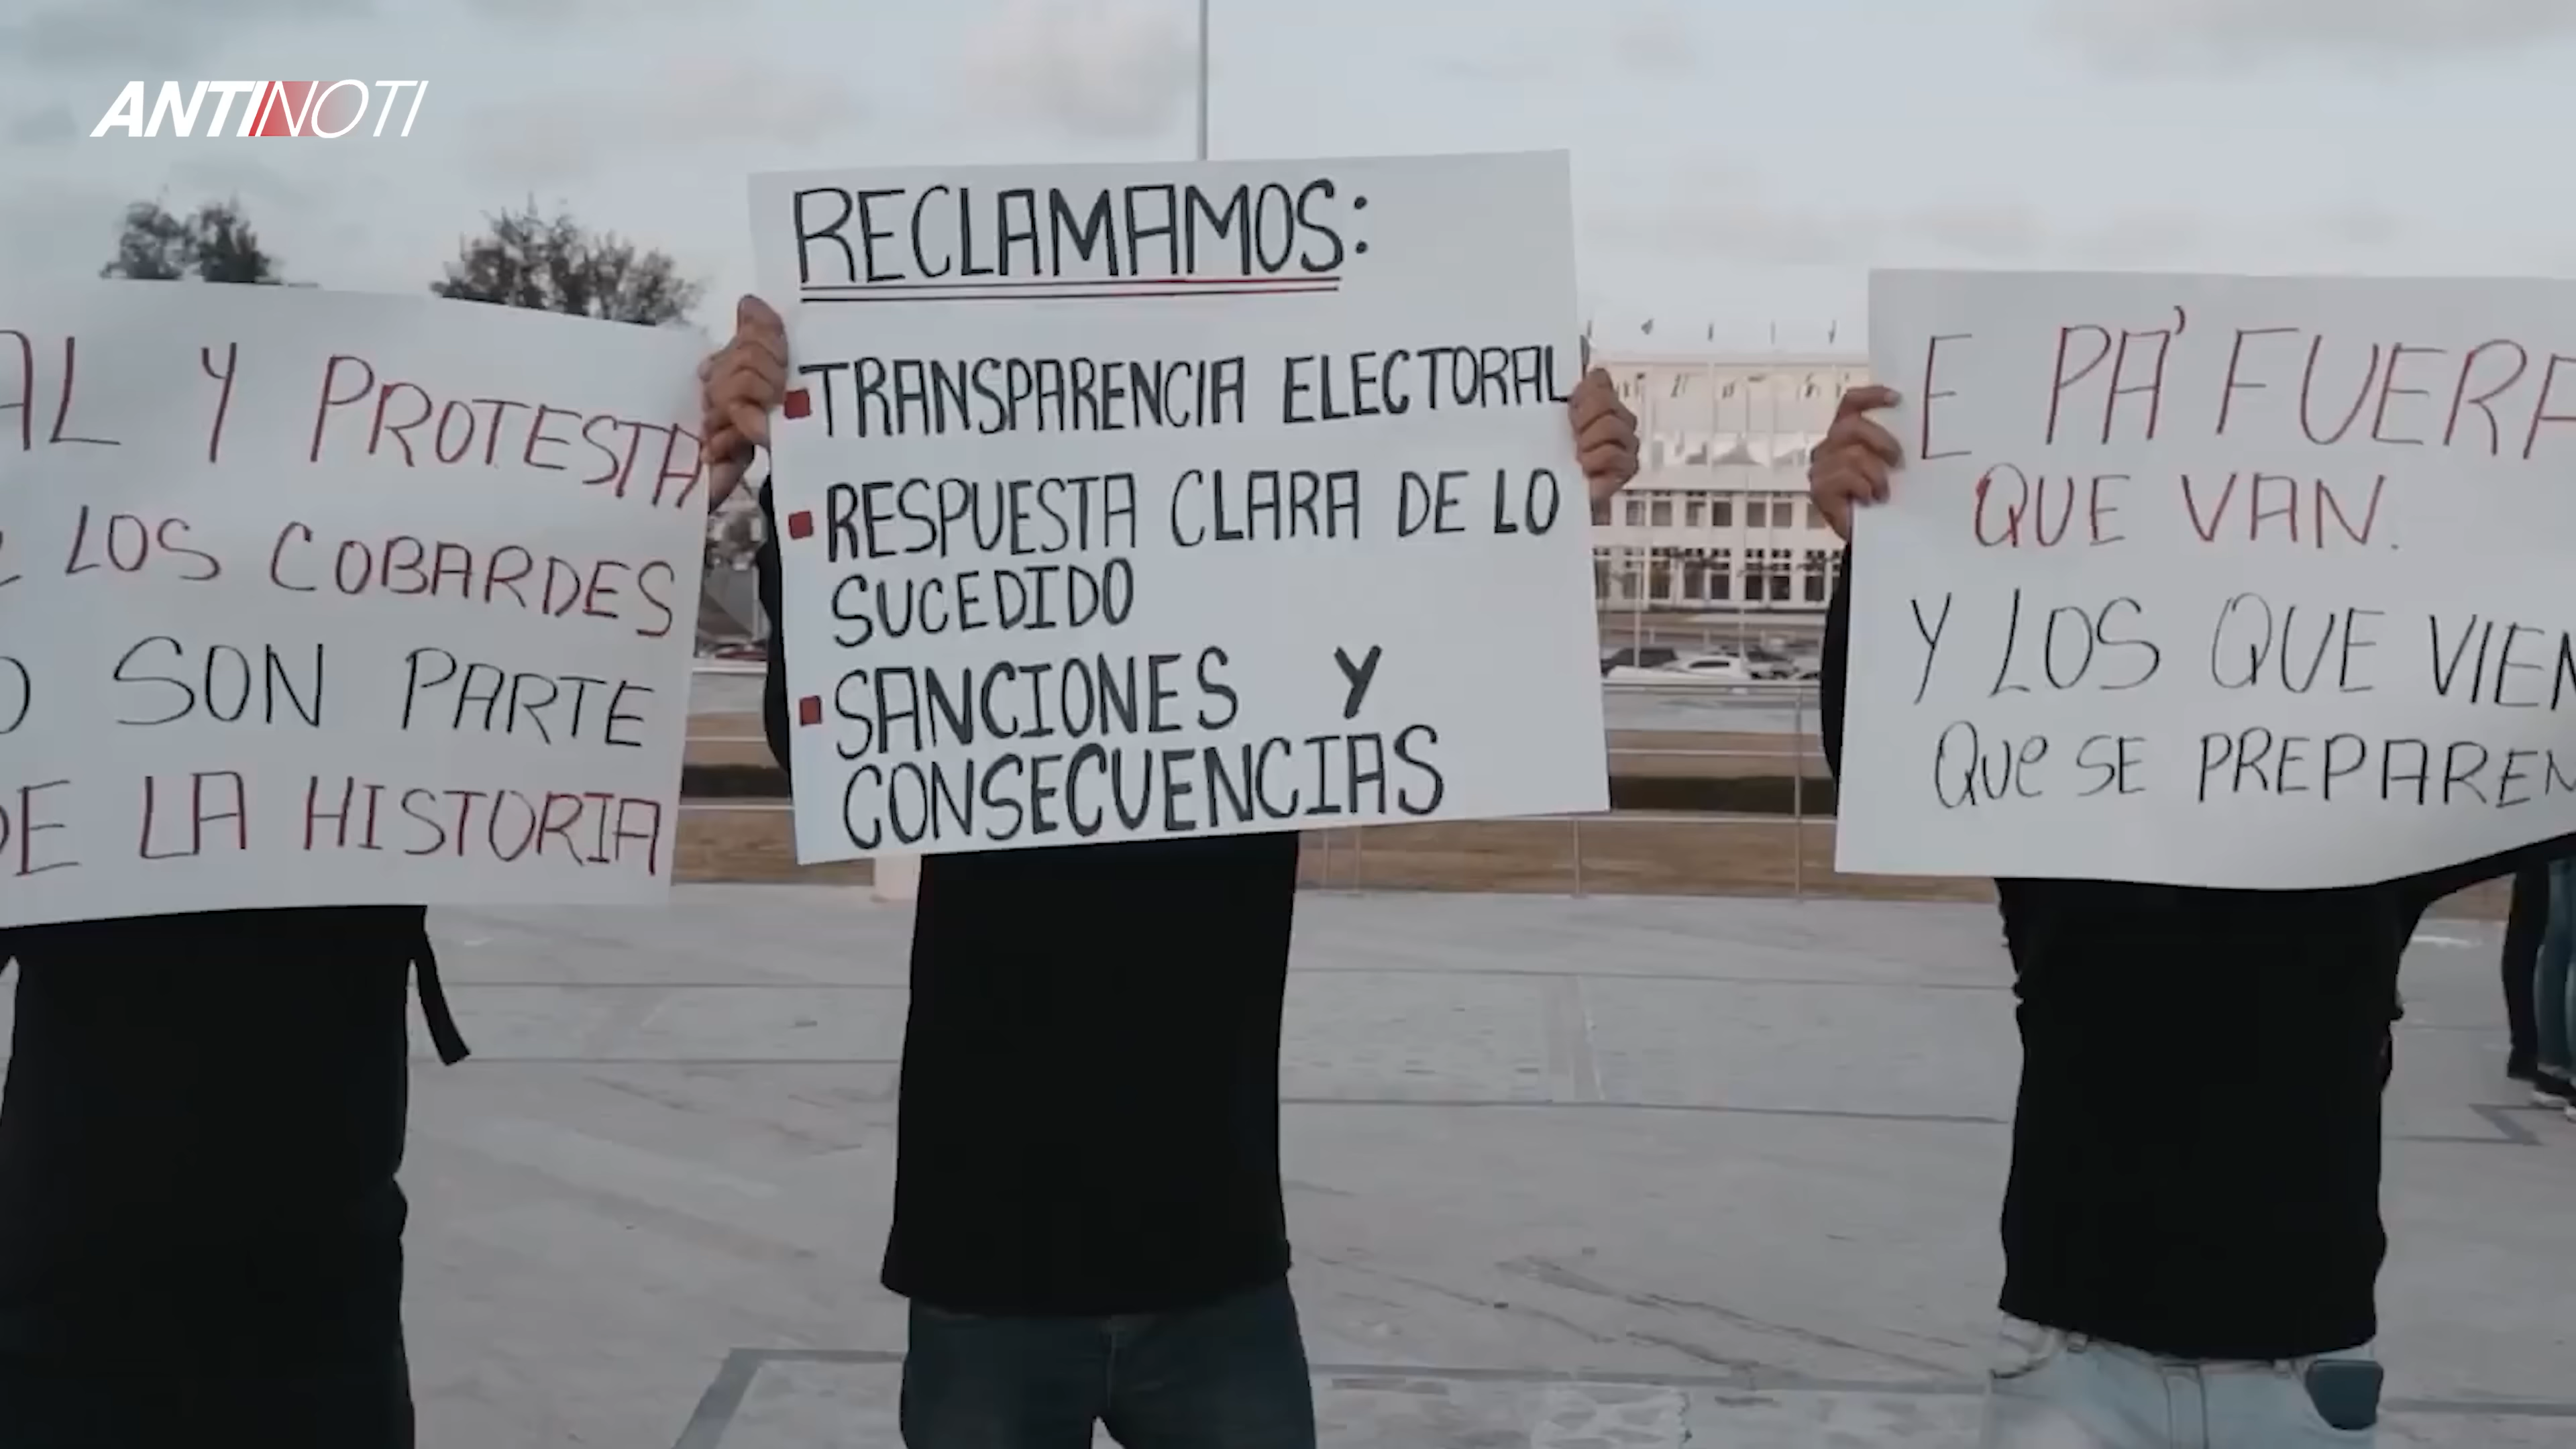 ANTINOTI
AL Y PROTESTA
LOS COBARDES
SON PARTE
DE LA HISTORIA
RECLAMAMOS:
TRANSPARENCIA ELECTORAL
RESPUESTA CLARA DE LO
SUCEDIDO
SANCIONES Y
CONSECUENCIAS
E PA' FUERA
QUE VAN.
Y LOS QUE VIEN
QUE SE PREPAREN